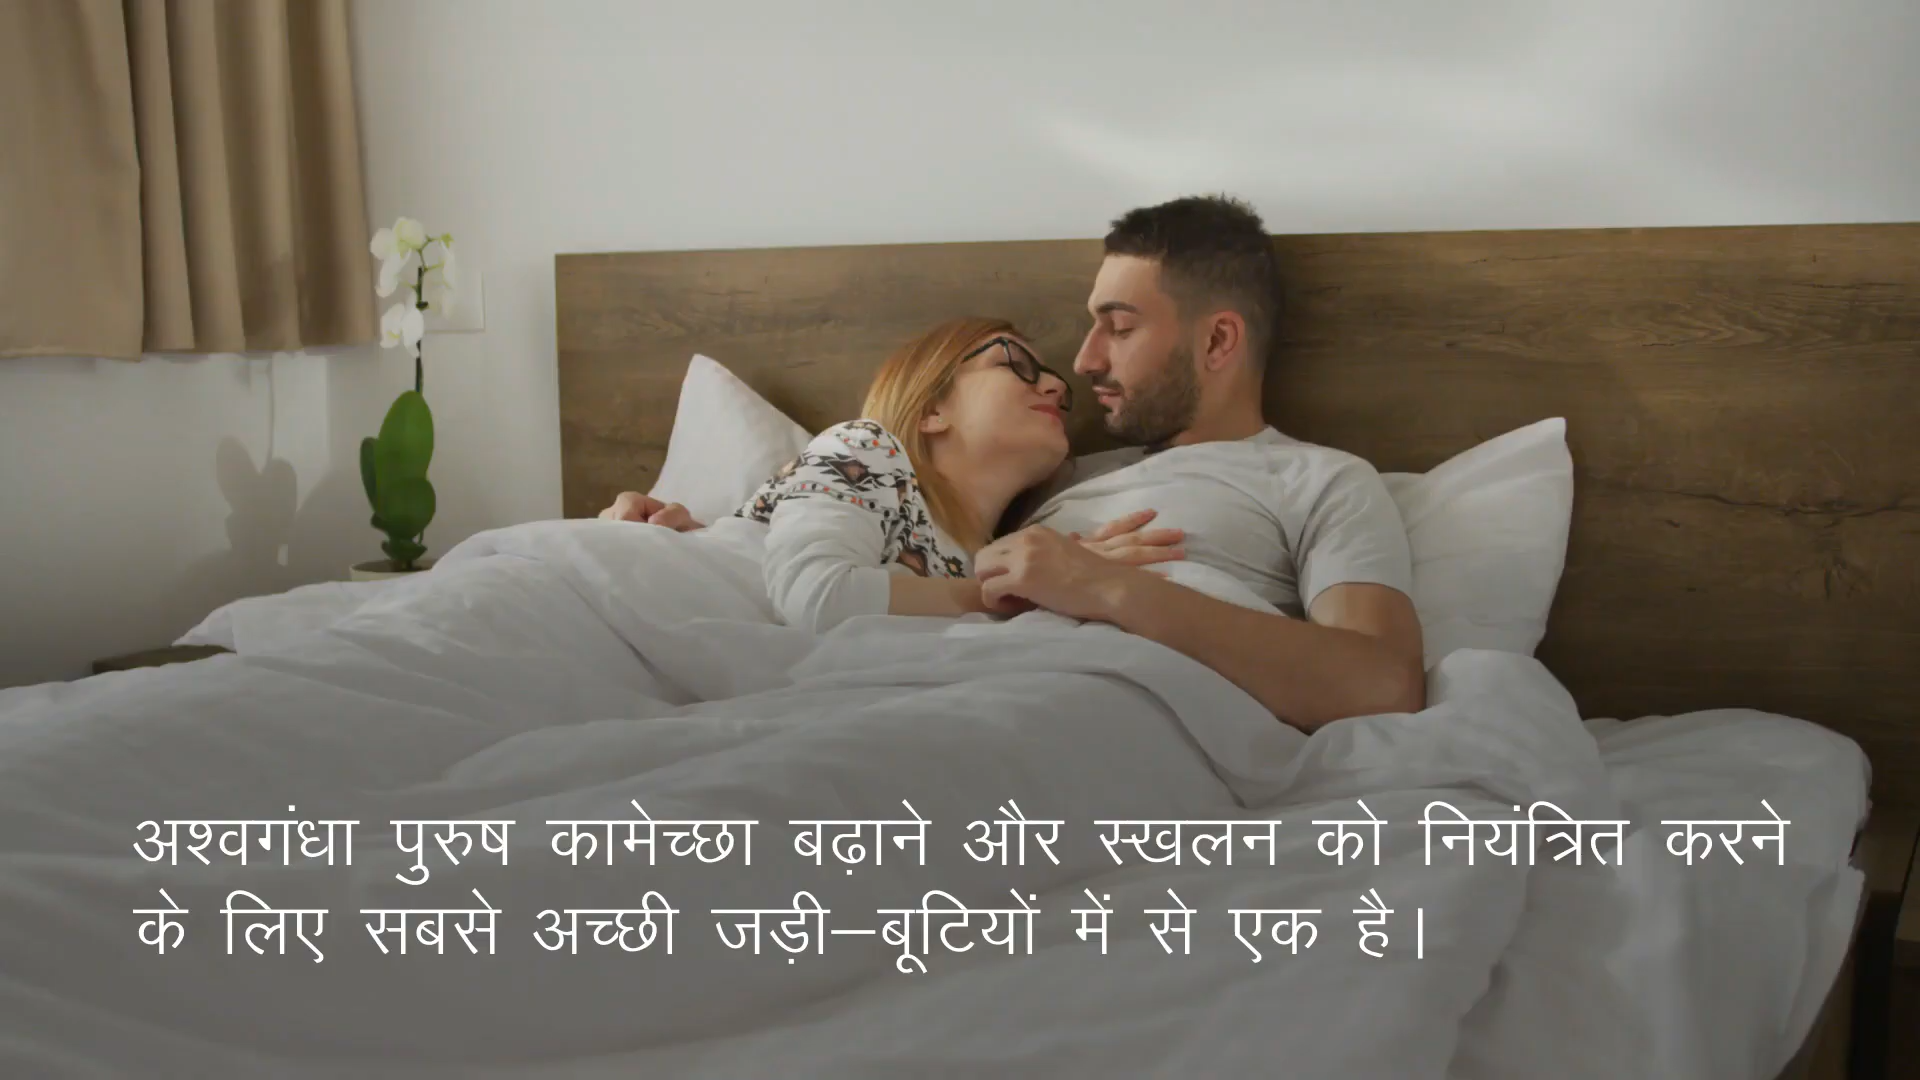 अश्वगंधा पुरुष कामेच्छा बढ़ाने और स्खलन को नियंत्रित करने
के लिए सबसे अच्छी जड़ी–बूटियों में से एक है।